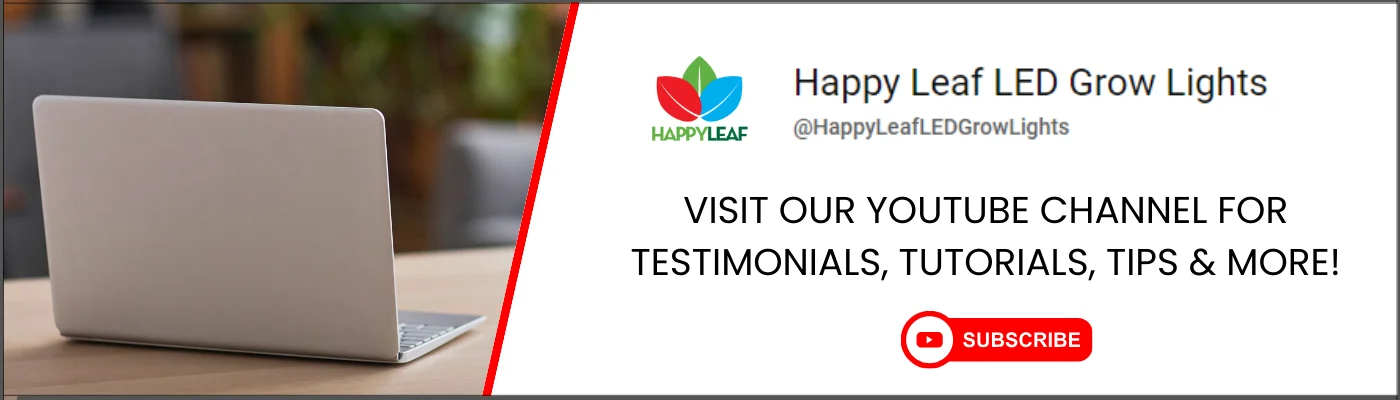 HAPPYLEAF
Happy Leaf LED Grow Lights
@HappyLeafLEDGrowLights
VISIT OUR YOUTUBE CHANNEL FOR
TESTIMONIALS, TUTORIALS, TIPS & MORE!
SUBSCRIBE